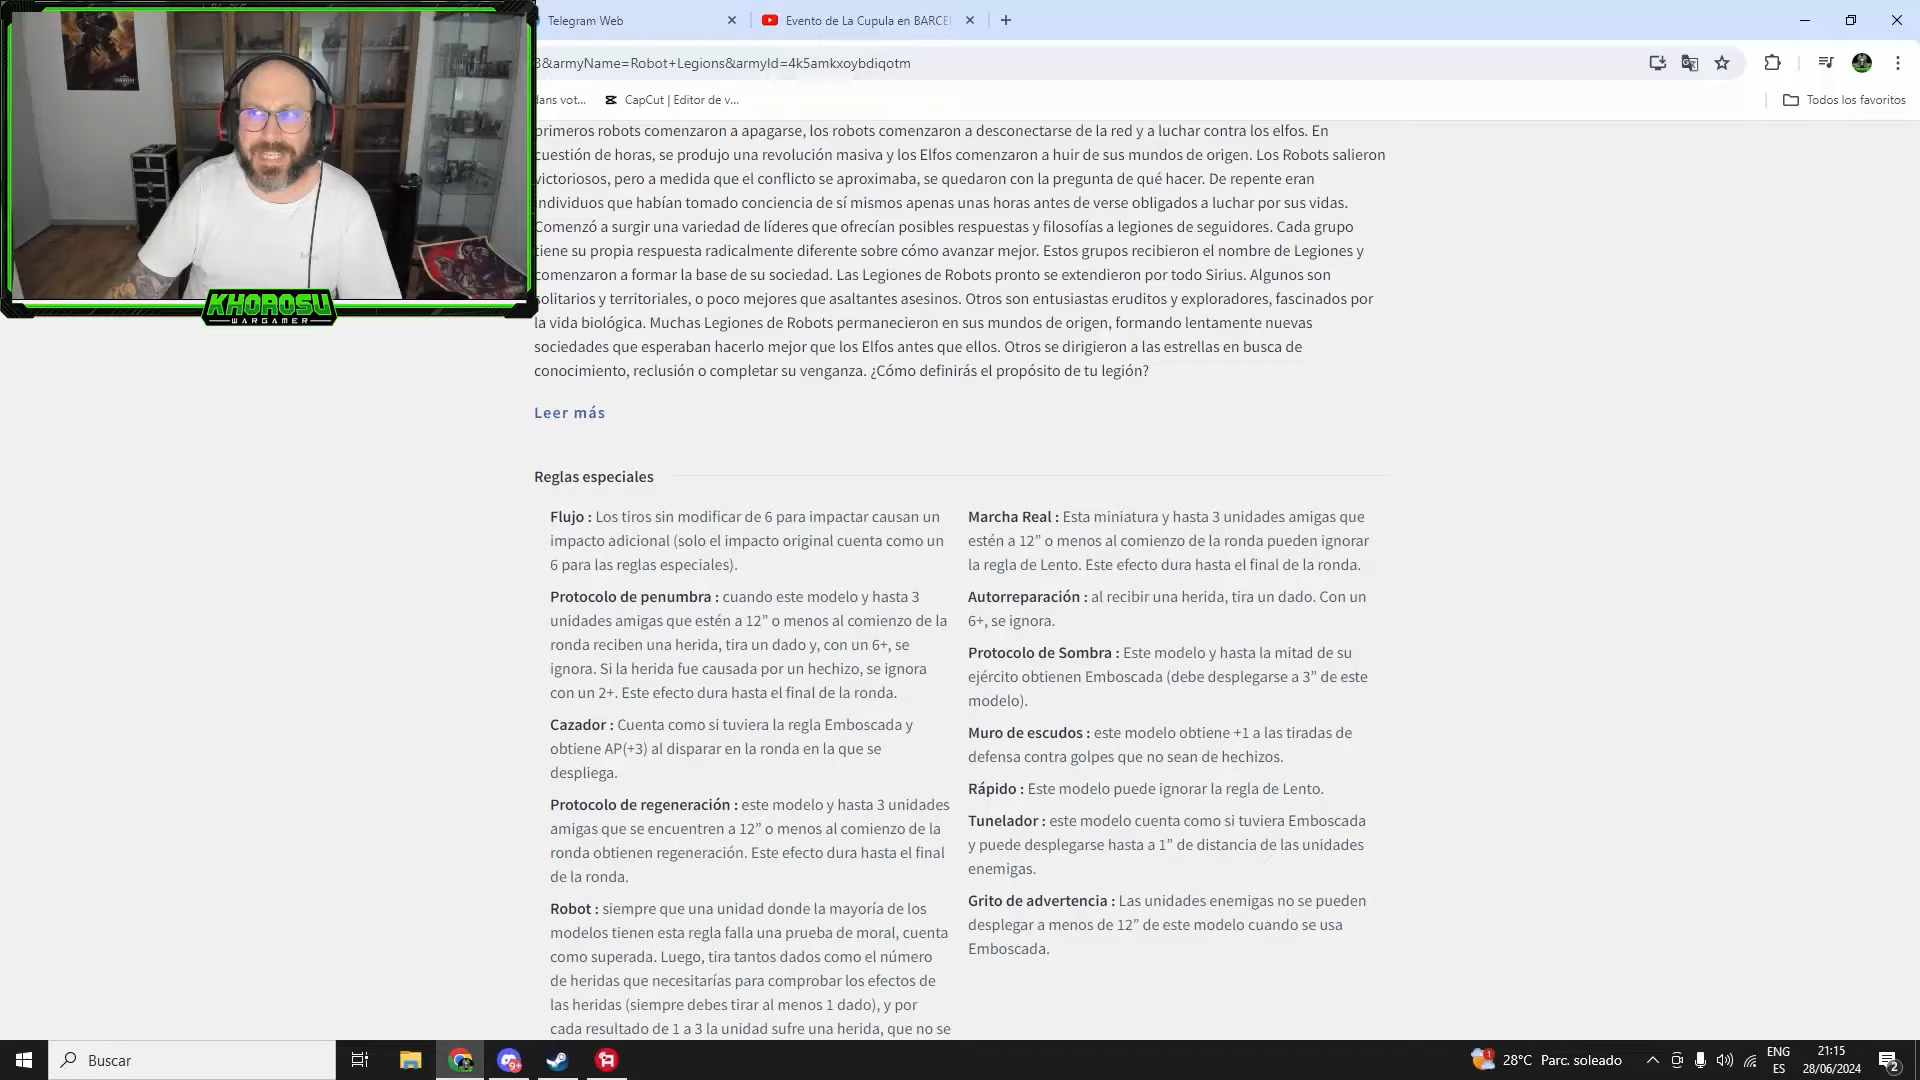 Telegram Web
Evento de La Cupula en BARCE
3&armyName=Robot+Legions&armyId=4k5amkxoybdiqotm
dans vot...
CapCut | Editor de v...
Todos los favoritos
KHOROSU
WARGAMER
primeros robots comenzaron a apagarse, los robots comenzaron a desconectarse de la red y a luchar contra los elfos. En
cuestión de horas, se produjo una revolución masiva y los Elfos comenzaron a huir de sus mundos de origen. Los Robots salieron
victoriosos, pero a medida que el conflicto se aproximaba, se quedaron con la pregunta de qué hacer. De repente eran
individuos que habían tomado conciencia de sí mismos apenas unas horas antes de verse obligados a luchar por sus vidas.
Comenzó a surgir una variedad de líderes que ofrecían posibles respuestas y filosofías a legiones de seguidores. Cada grupo
tiene su propia respuesta radicalmente diferente sobre cómo avanzar mejor. Estos grupos recibieron el nombre de Legiones y
comenzaron a formar la base de su sociedad. Las Legiones de Robots pronto se extendieron por todo Sirius. Algunos son
solitarios y territoriales, o poco mejores que asaltantes asesinos. Otros son entusiastas eruditos y exploradores, fascinados por
la vida biológica. Muchas Legiones de Robots permanecieron en sus mundos de origen, formando lentamente nuevas
sociedades que esperaban hacerlo mejor que los Elfos antes que ellos. Otros se dirigieron a las estrellas en busca de
conocimiento, reclusión o completar su venganza. ¿Cómo definirás el propósito de tu legión?
Leer más
Reglas especiales
Flujo : Los tiros sin modificar de 6 para impactar causan un
impacto adicional (solo el impacto original cuenta como un
6 para las reglas especiales).
Protocolo de penumbra : cuando este modelo y hasta 3
unidades amigas que estén a 12” o menos al comienzo de la
ronda reciben una herida, tira un dado y, con un 6+, se
ignora. Si la herida fue causada por un hechizo, se ignora
con un 2+. Este efecto dura hasta el final de la ronda.
Cazador : Cuenta como si tuviera la regla Emboscada y
obtiene AP(+3) al disparar en la ronda en la que se
despliega.
Protocolo de regeneración : este modelo y hasta 3 unidades
amigas que se encuentren a 12” o menos al comienzo de la
ronda obtienen regeneración. Este efecto dura hasta el final
de la ronda.
Robot : siempre que una unidad donde la mayoría de los
modelos tienen esta regla falla una prueba de moral, cuenta
como superada. Luego, tira tantos dados como el número
de heridas que necesitarías para comprobar los efectos de
las heridas (siempre debes tirar al menos 1 dado), y por
cada resultado de 1 a 3 la unidad sufre una herida, que no se
Marcha Real : Esta miniatura y hasta 3 unidades amigas que
estén a 12” o menos al comienzo de la ronda pueden ignorar
la regla de Lento. Este efecto dura hasta el final de la ronda.
Autorreparación : al recibir una herida, tira un dado. Con un
6+, se ignora.
Protocolo de Sombra : Este modelo y hasta la mitad de su
ejército obtienen Emboscada (debe desplegarse a 3” de este
modelo).
Muro de escudos : este modelo obtiene +1 a las tiradas de
defensa contra golpes que no sean de hechizos.
Rápido : Este modelo puede ignorar la regla de Lento.
Tunelador : este modelo cuenta como si tuviera Emboscada
y puede desplegarse hasta a 1” de distancia de las unidades
enemigas.
Grito de advertencia : Las unidades enemigas no se pueden
desplegar a menos de 12” de este modelo cuando se usa
Emboscada.
Buscar
9+
1
28°C Parc. soleado
ENG
ES
21:15
28/06/2024
2